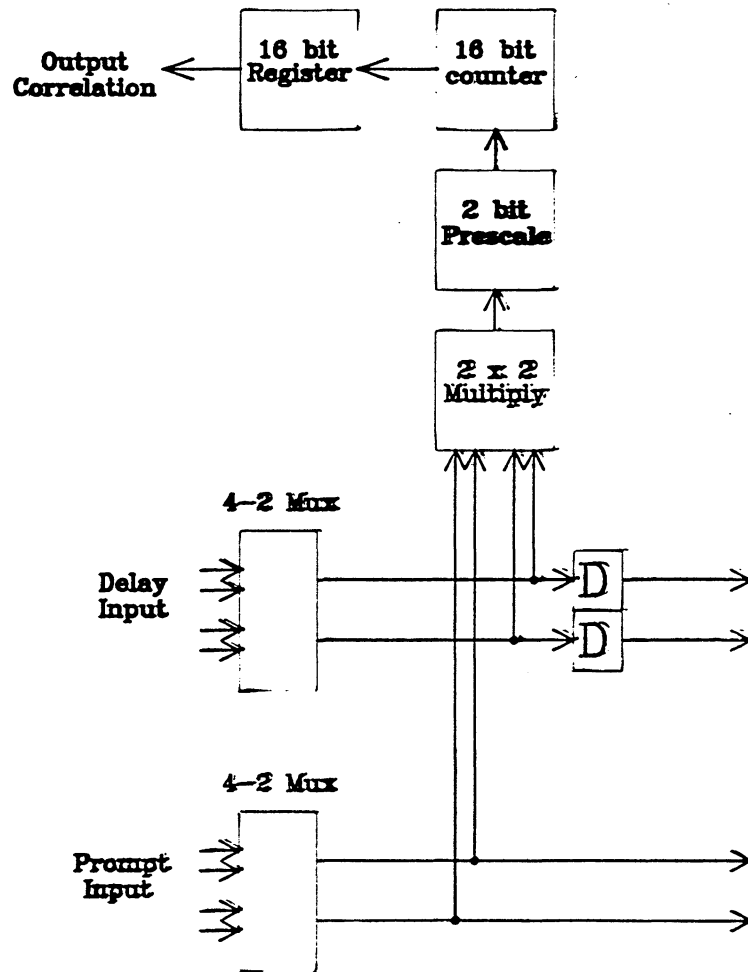 Output
Correlation
16 bit
Register
16 bit
counter
2 bit
Prescale
2 x 2
Multiply
4-2 Mux
Delay
Input
D
D
4-2 Mux
Prompt
Input